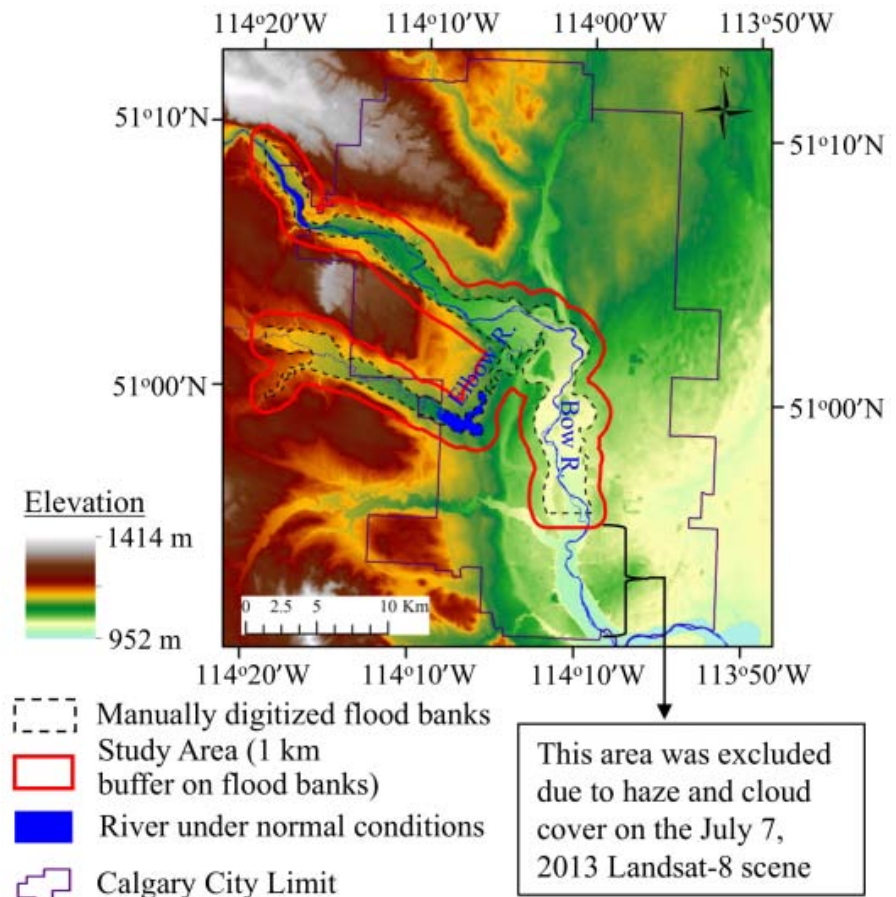 114°20′W 114°10′W 114°00′W 113°50′W
N
51°10′N
51°10′N
Elbow R.
51°00′N
Bow R.
51°00′N
Elevation
1414 m
952 m
0 2.5 5 10 Km
114°20′W 114°10′W 114°10′W 113°50′W
Manually digitized flood banks
Study Area (1 km
buffer on flood banks)
River under normal conditions
Calgary City Limit
This area was excluded
due to haze and cloud
cover on the July 7,
2013 Landsat-8 scene